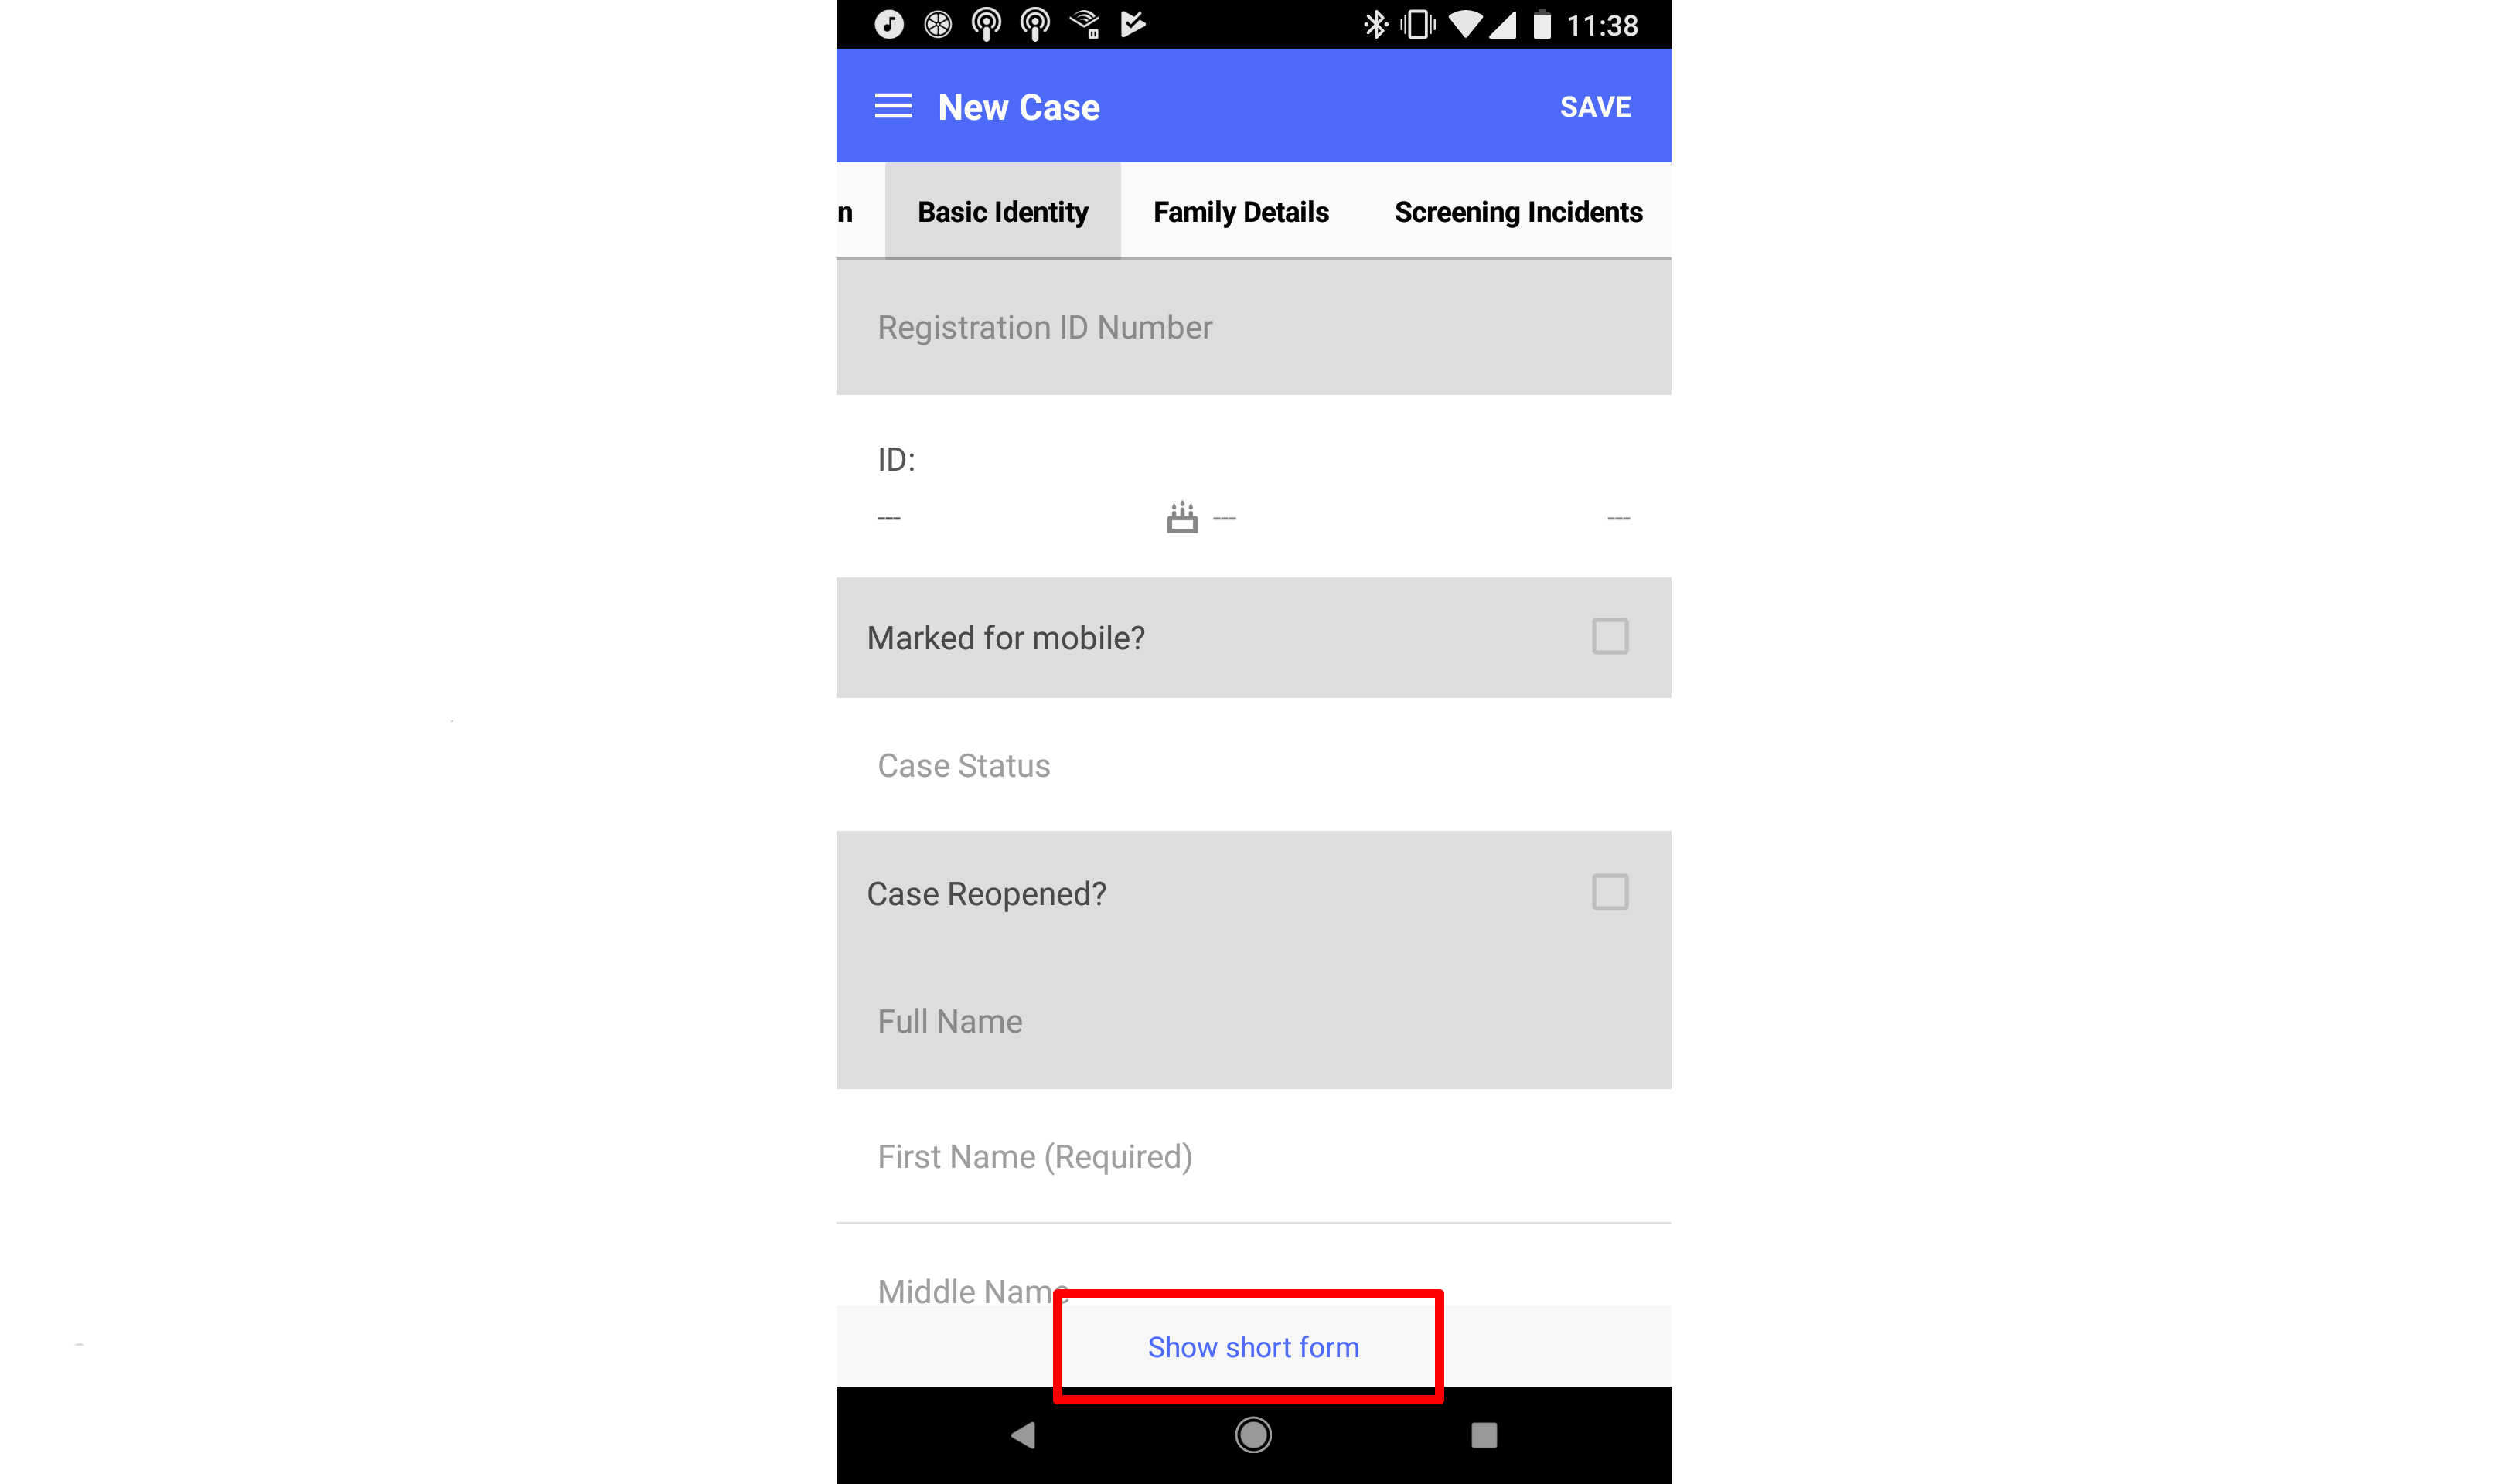 11:38
New Case
SAVE
n
Basic Identity
Family Details
Screening Incidents
Registration ID Number
ID:
---
---
---
Marked for mobile?
Case Status
Case Reopened?
Full Name
First Name (Required)
Middle Name
Show short form